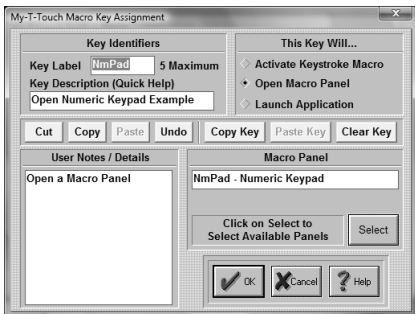 My-T-Touch Macro Key Assignment
Key Identifiers
Key Label NmPad 5 Maximum
Key Description (Quick Help)
Open Numeric Keypad Example
This Key Will...
Activate Keystroke Macro
Open Macro Panel
Launch Application
Cut Copy Paste Undo Copy Key Paste Key Clear Key
User Notes / Details
Open a Macro Panel
Macro Panel
NmPad - Numeric Keypad
Click on Select to
Select Available Panels
Select
OK Cancel Help